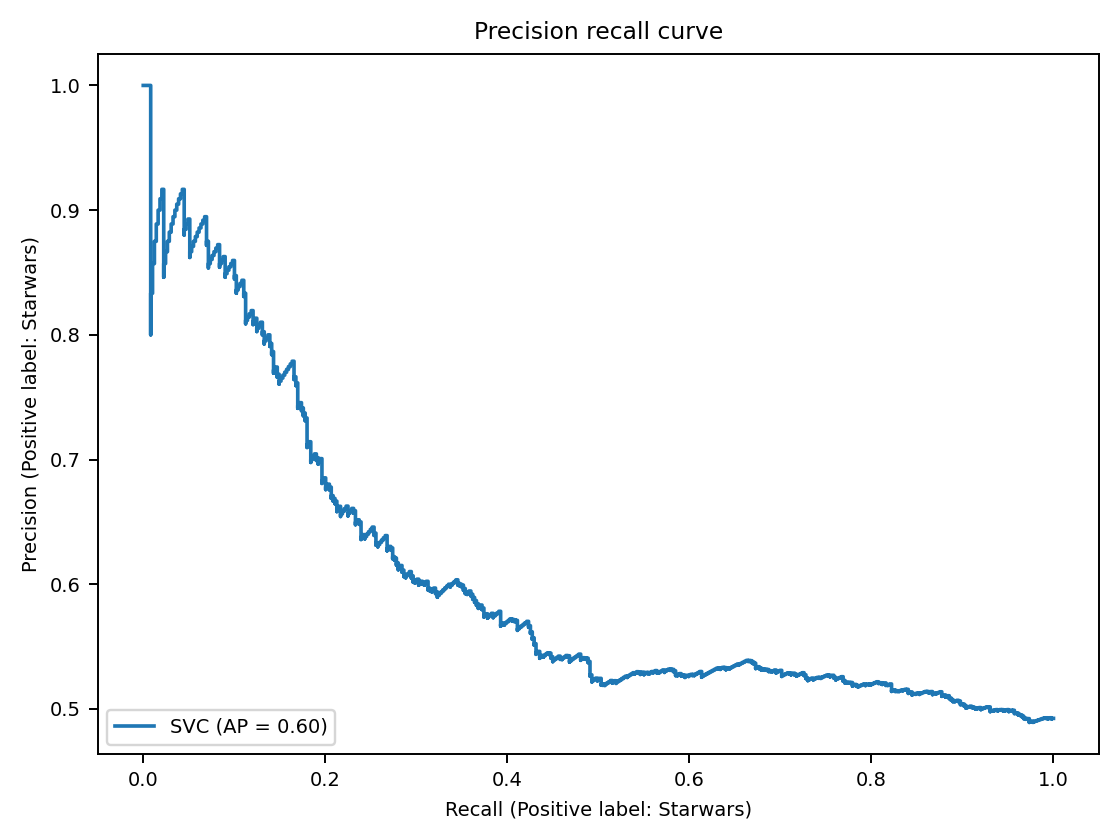 Precision recall curve
1.0
0.9
0.8
0.7
0.6
0.5
Precision (Positive label: Starwars)
SVC (AP = 0.60)
0.0 0.2 0.4 0.6 0.8 1.0
Recall (Positive label: Starwars)